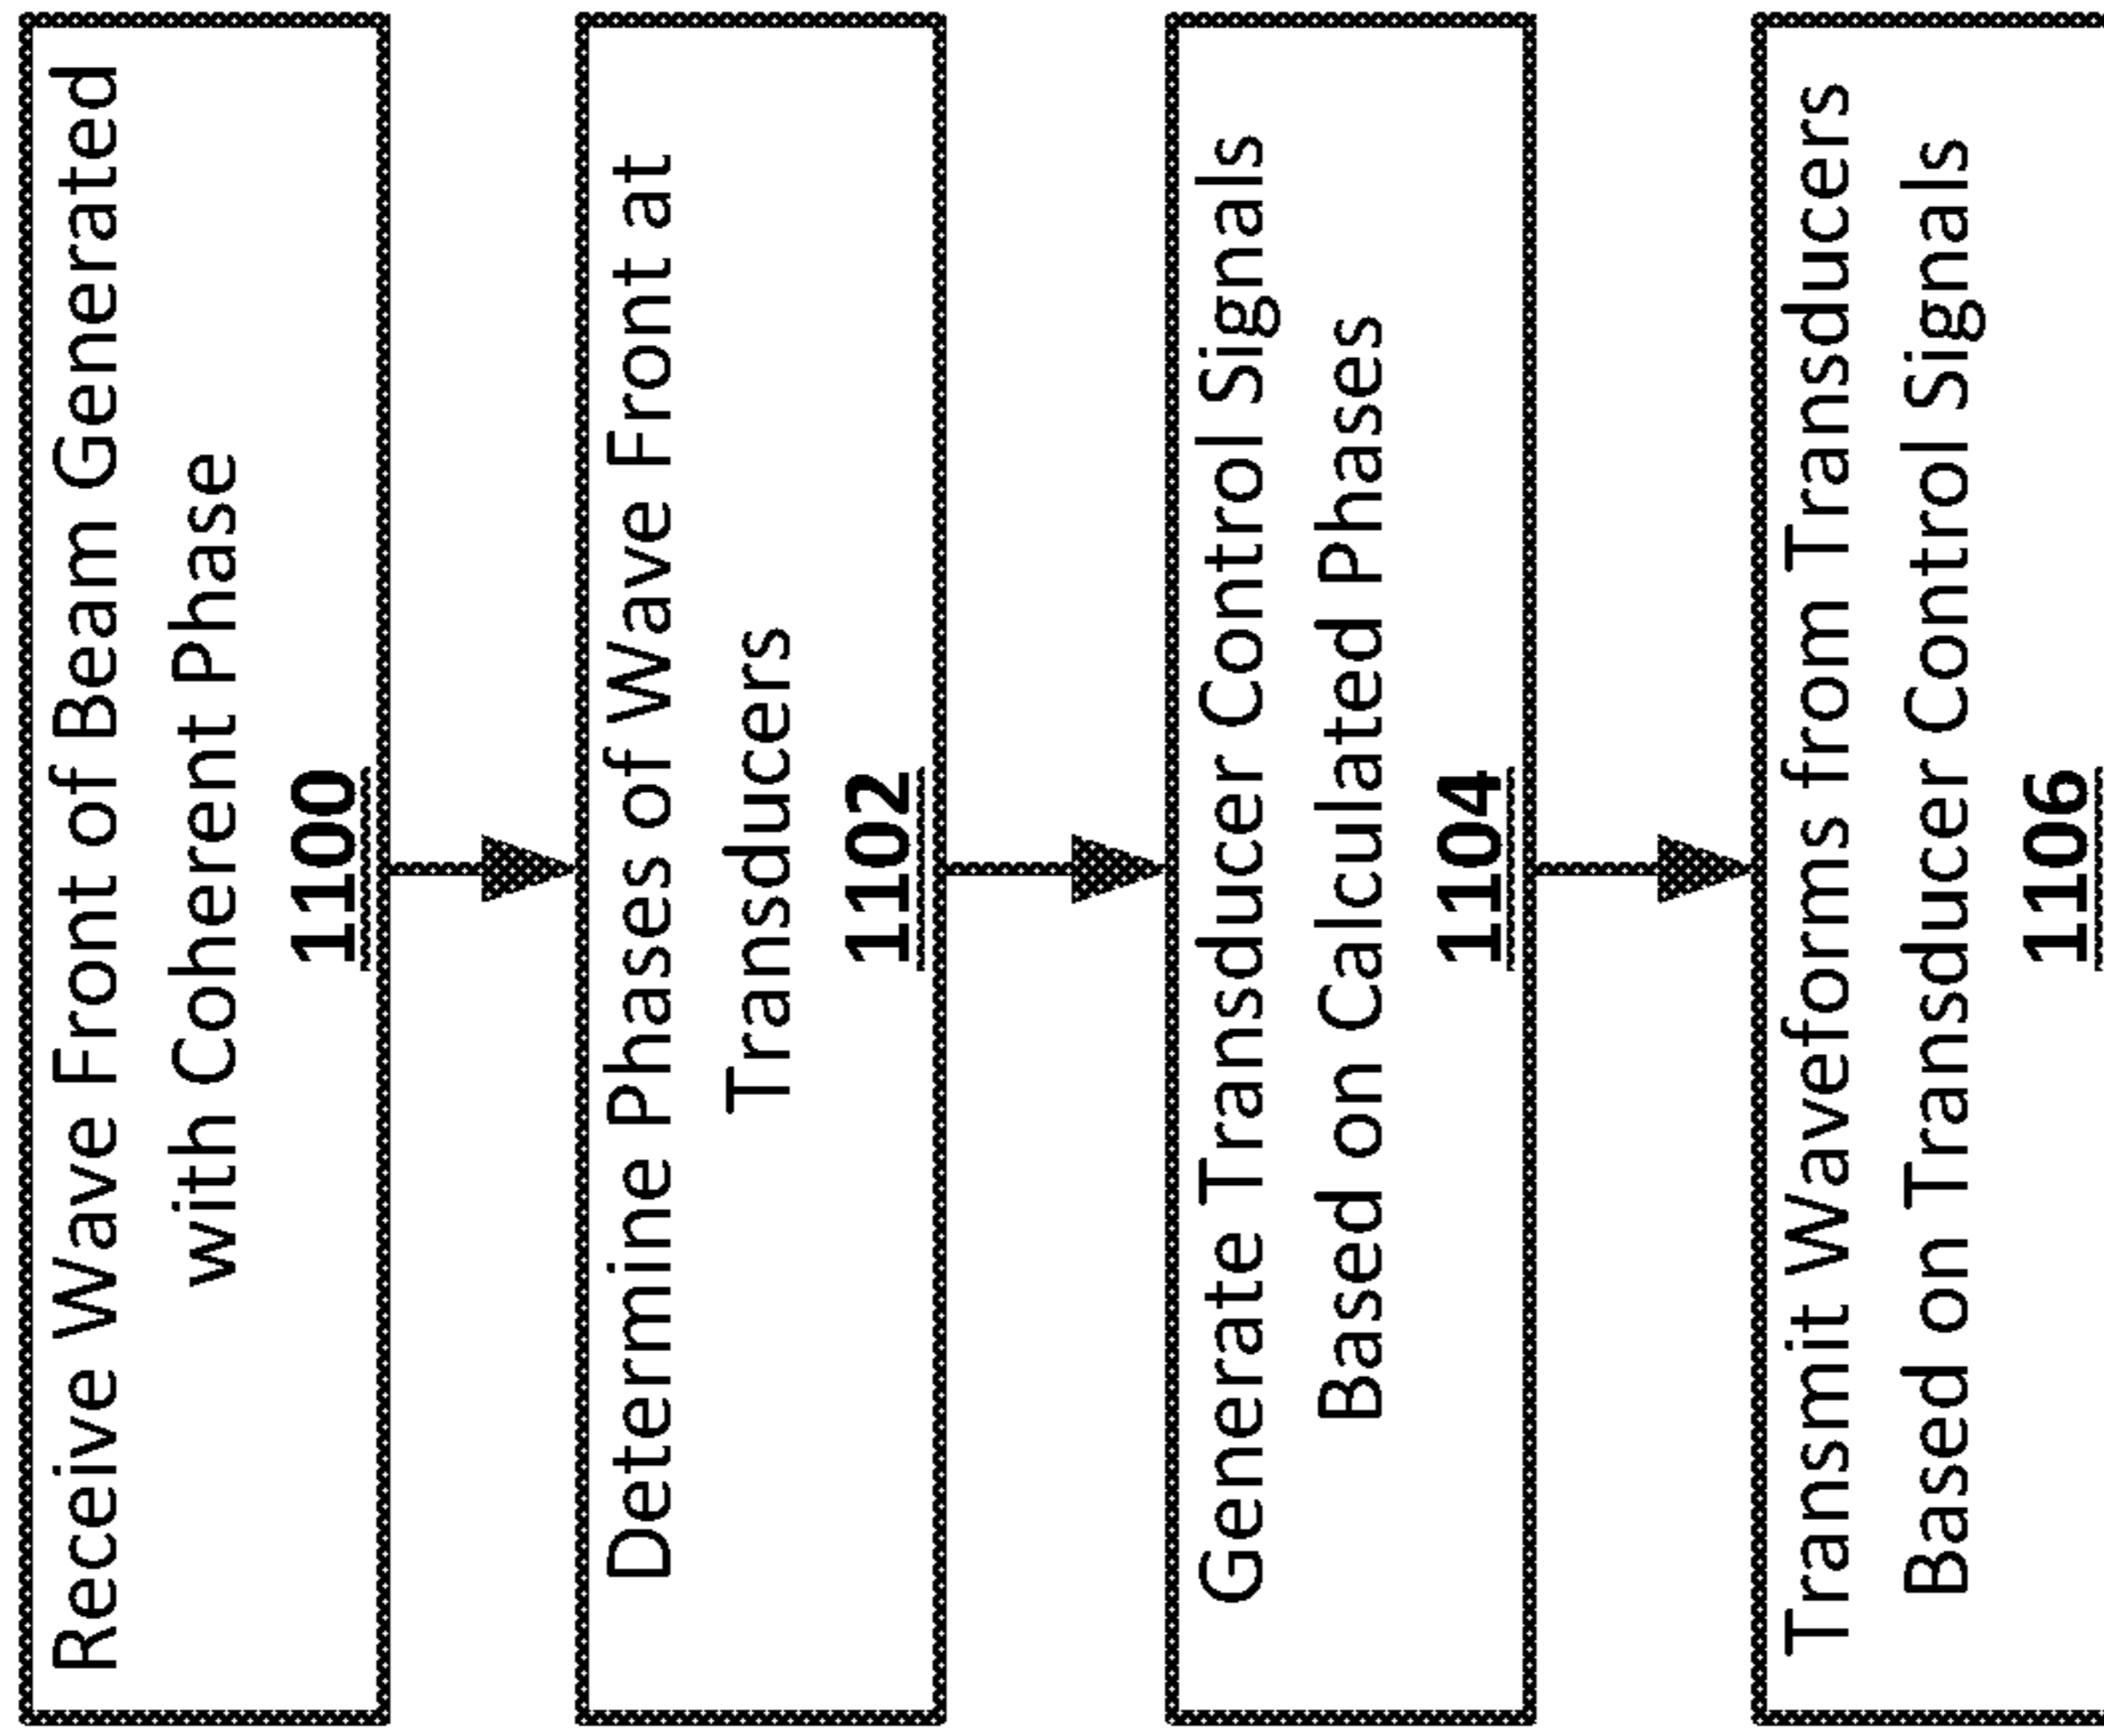 Receive Wave Front of Beam Generated
with Coherent Phase
1100
Determine Phases of Wave Front at
Transducers
1102
Generate Transducer Control Signals
Based on Calculated Phases
1104
Transmit Waveforms from Transducers
Based on Transducer Control Signals
1106